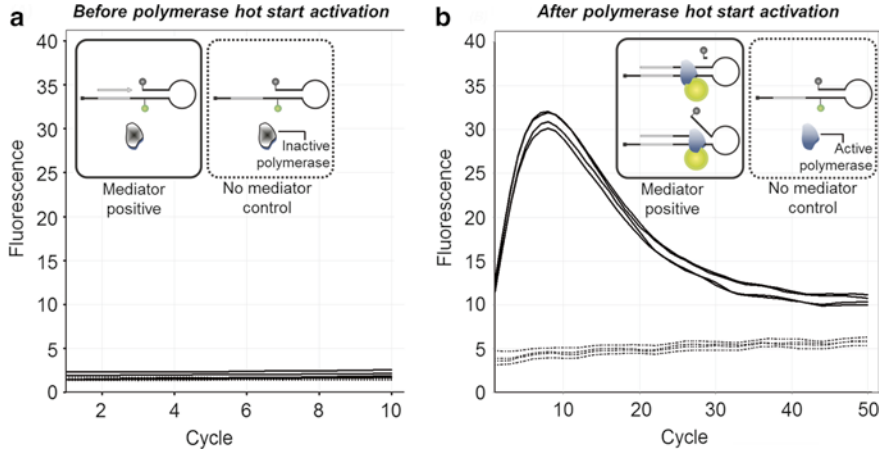 a
Before polymerase hot start activation
40
35
30
25
20
15
10
5
0
Fluorescence
Inactive
polymerase
Mediator
positive
No mediator
control
2
4
6
8
10
Cycle
b
After polymerase hot start activation
40
35
30
25
20
15
10
5
0
Fluorescence
Active
polymerase
Mediator
positive
No mediator
control
10
20
30
40
50
Cycle